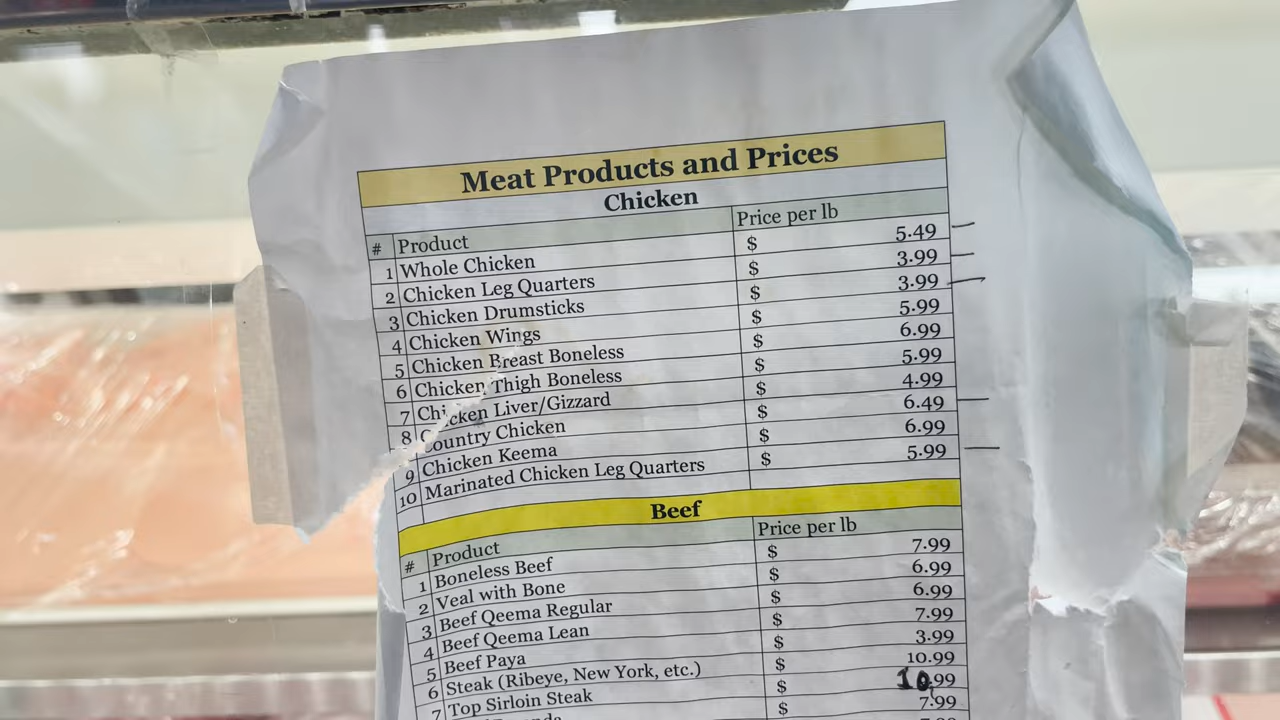 Meat Products and Prices
Chicken
# Product Price per lb
1 Whole Chicken $ 5.49
2 Chicken Leg Quarters $ 3.99
3 Chicken Drumsticks $ 3.99
4 Chicken Wings $ 5.99
5 Chicken Breast Boneless $ 6.99
6 Chicken Thigh Boneless $ 5.99
7 Chicken Liver/Gizzard $ 4.99
8 Country Chicken $ 6.49
9 Chicken Keema $ 6.99
10 Marinated Chicken Leg Quarters $ 5.99
Beef
# Product Price per lb
1 Boneless Beef $ 7.99
2 Veal with Bone $ 6.99
3 Beef Qeema Regular $ 6.99
4 Beef Qeema Lean $ 7.99
5 Beef Paya $ 3.99
6 Steak (Ribeye, New York, etc.) $ 10.99
7 Top Sirloin Steak $ 10.99
$ 7.99